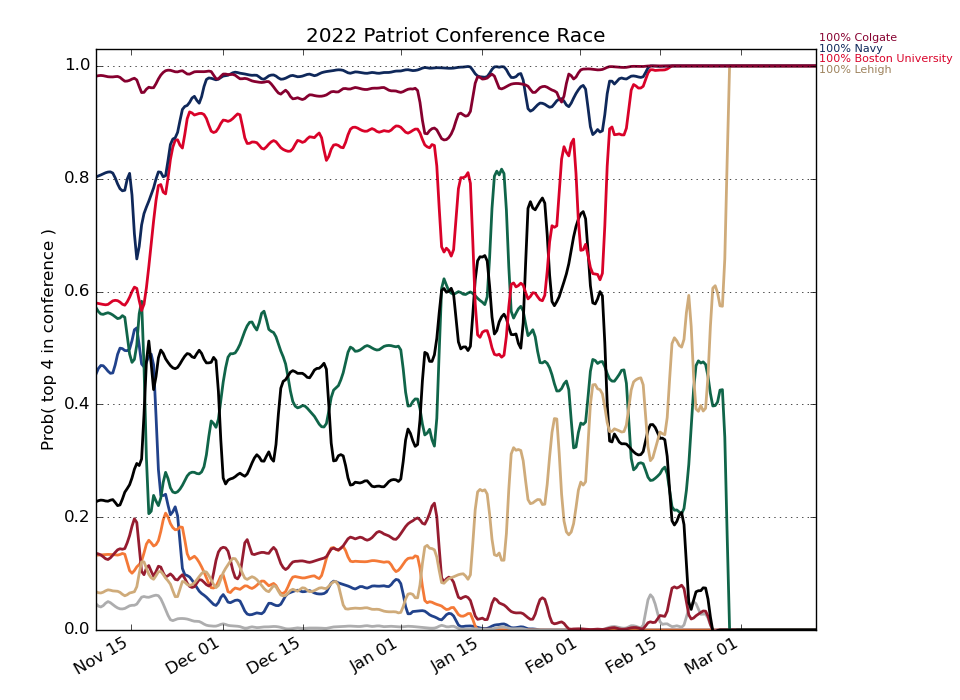 2022 Patriot Conference Race
100% Colgate
100% Navy
100% Boston University
100% Lehigh
Prob( top 4 in conference )
1.0
0.8
0.6
0.4
0.2
0.0
Nov 15
Dec 01
Dec 15
Jan 01
Jan 15
Feb 01
Feb 15
Mar 01